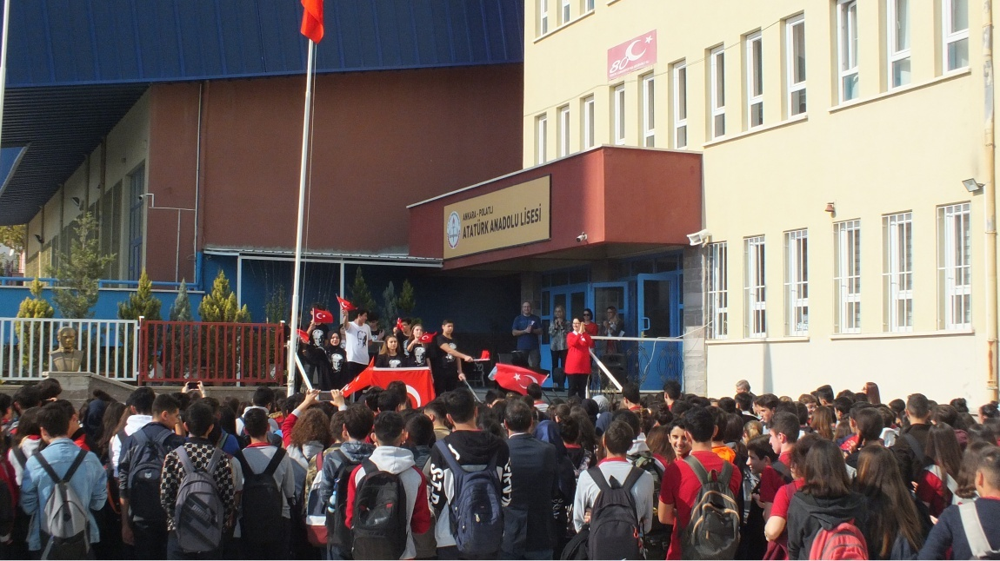 80
ANKARA - POLATLI
ATATÜRK ANADOLU LİSESİ